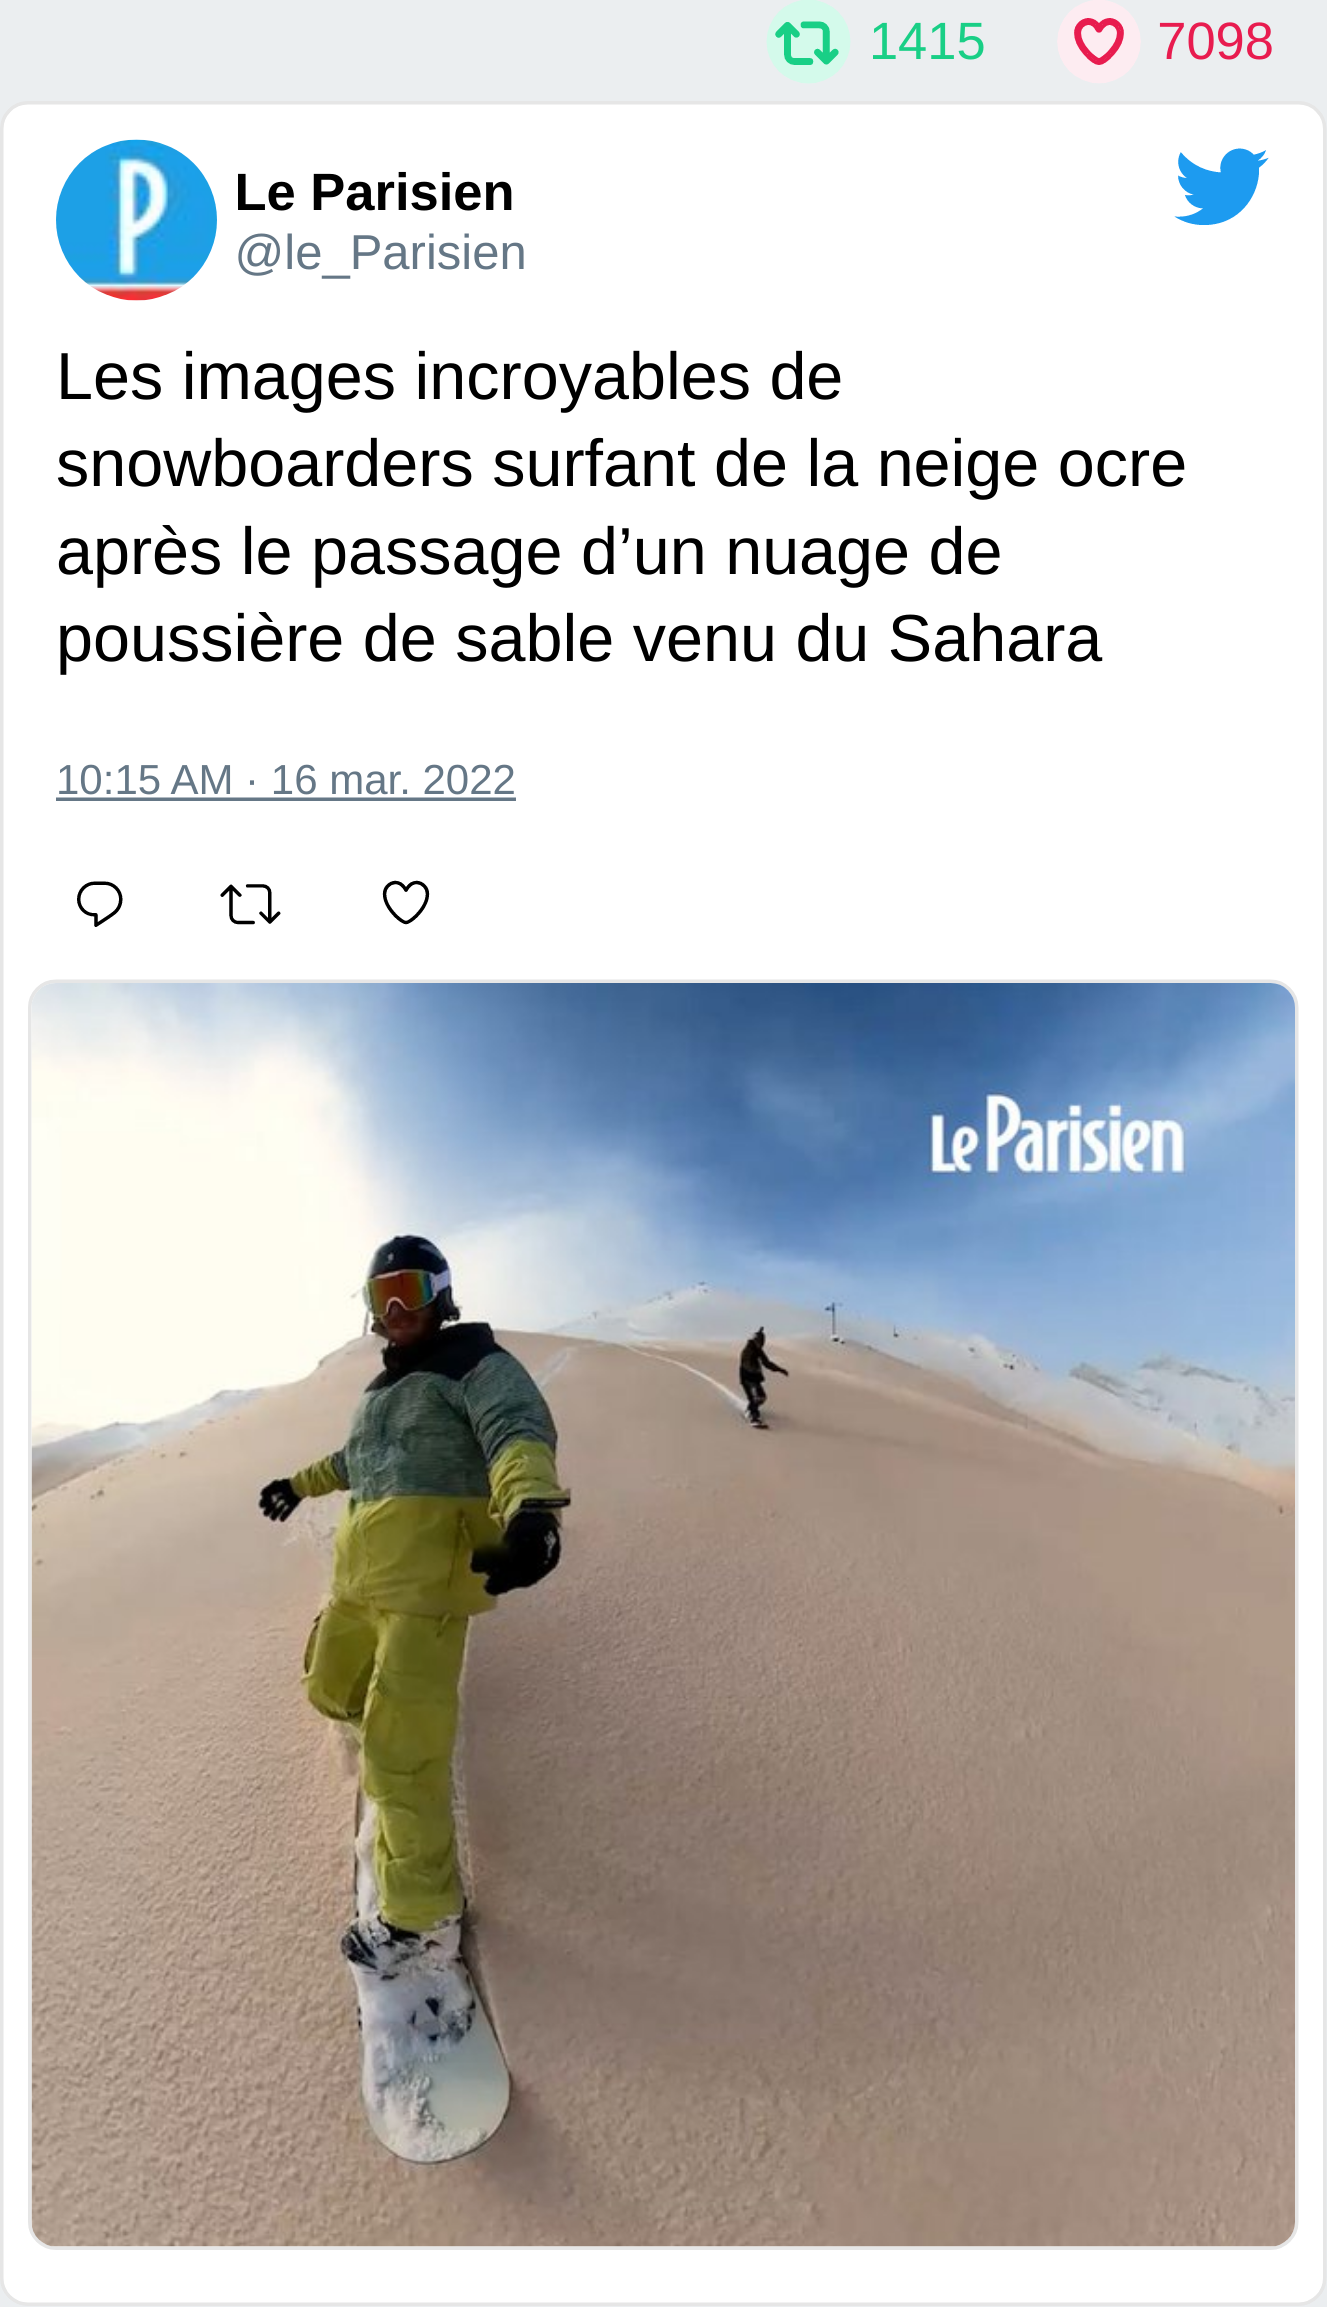 1415 7098
Le Parisien
@le_Parisien
Les images incroyables de
snowboarders surfant de la neige ocre
après le passage d’un nuage de
poussière de sable venu du Sahara
10:15 AM · 16 mar. 2022
Le Parisien